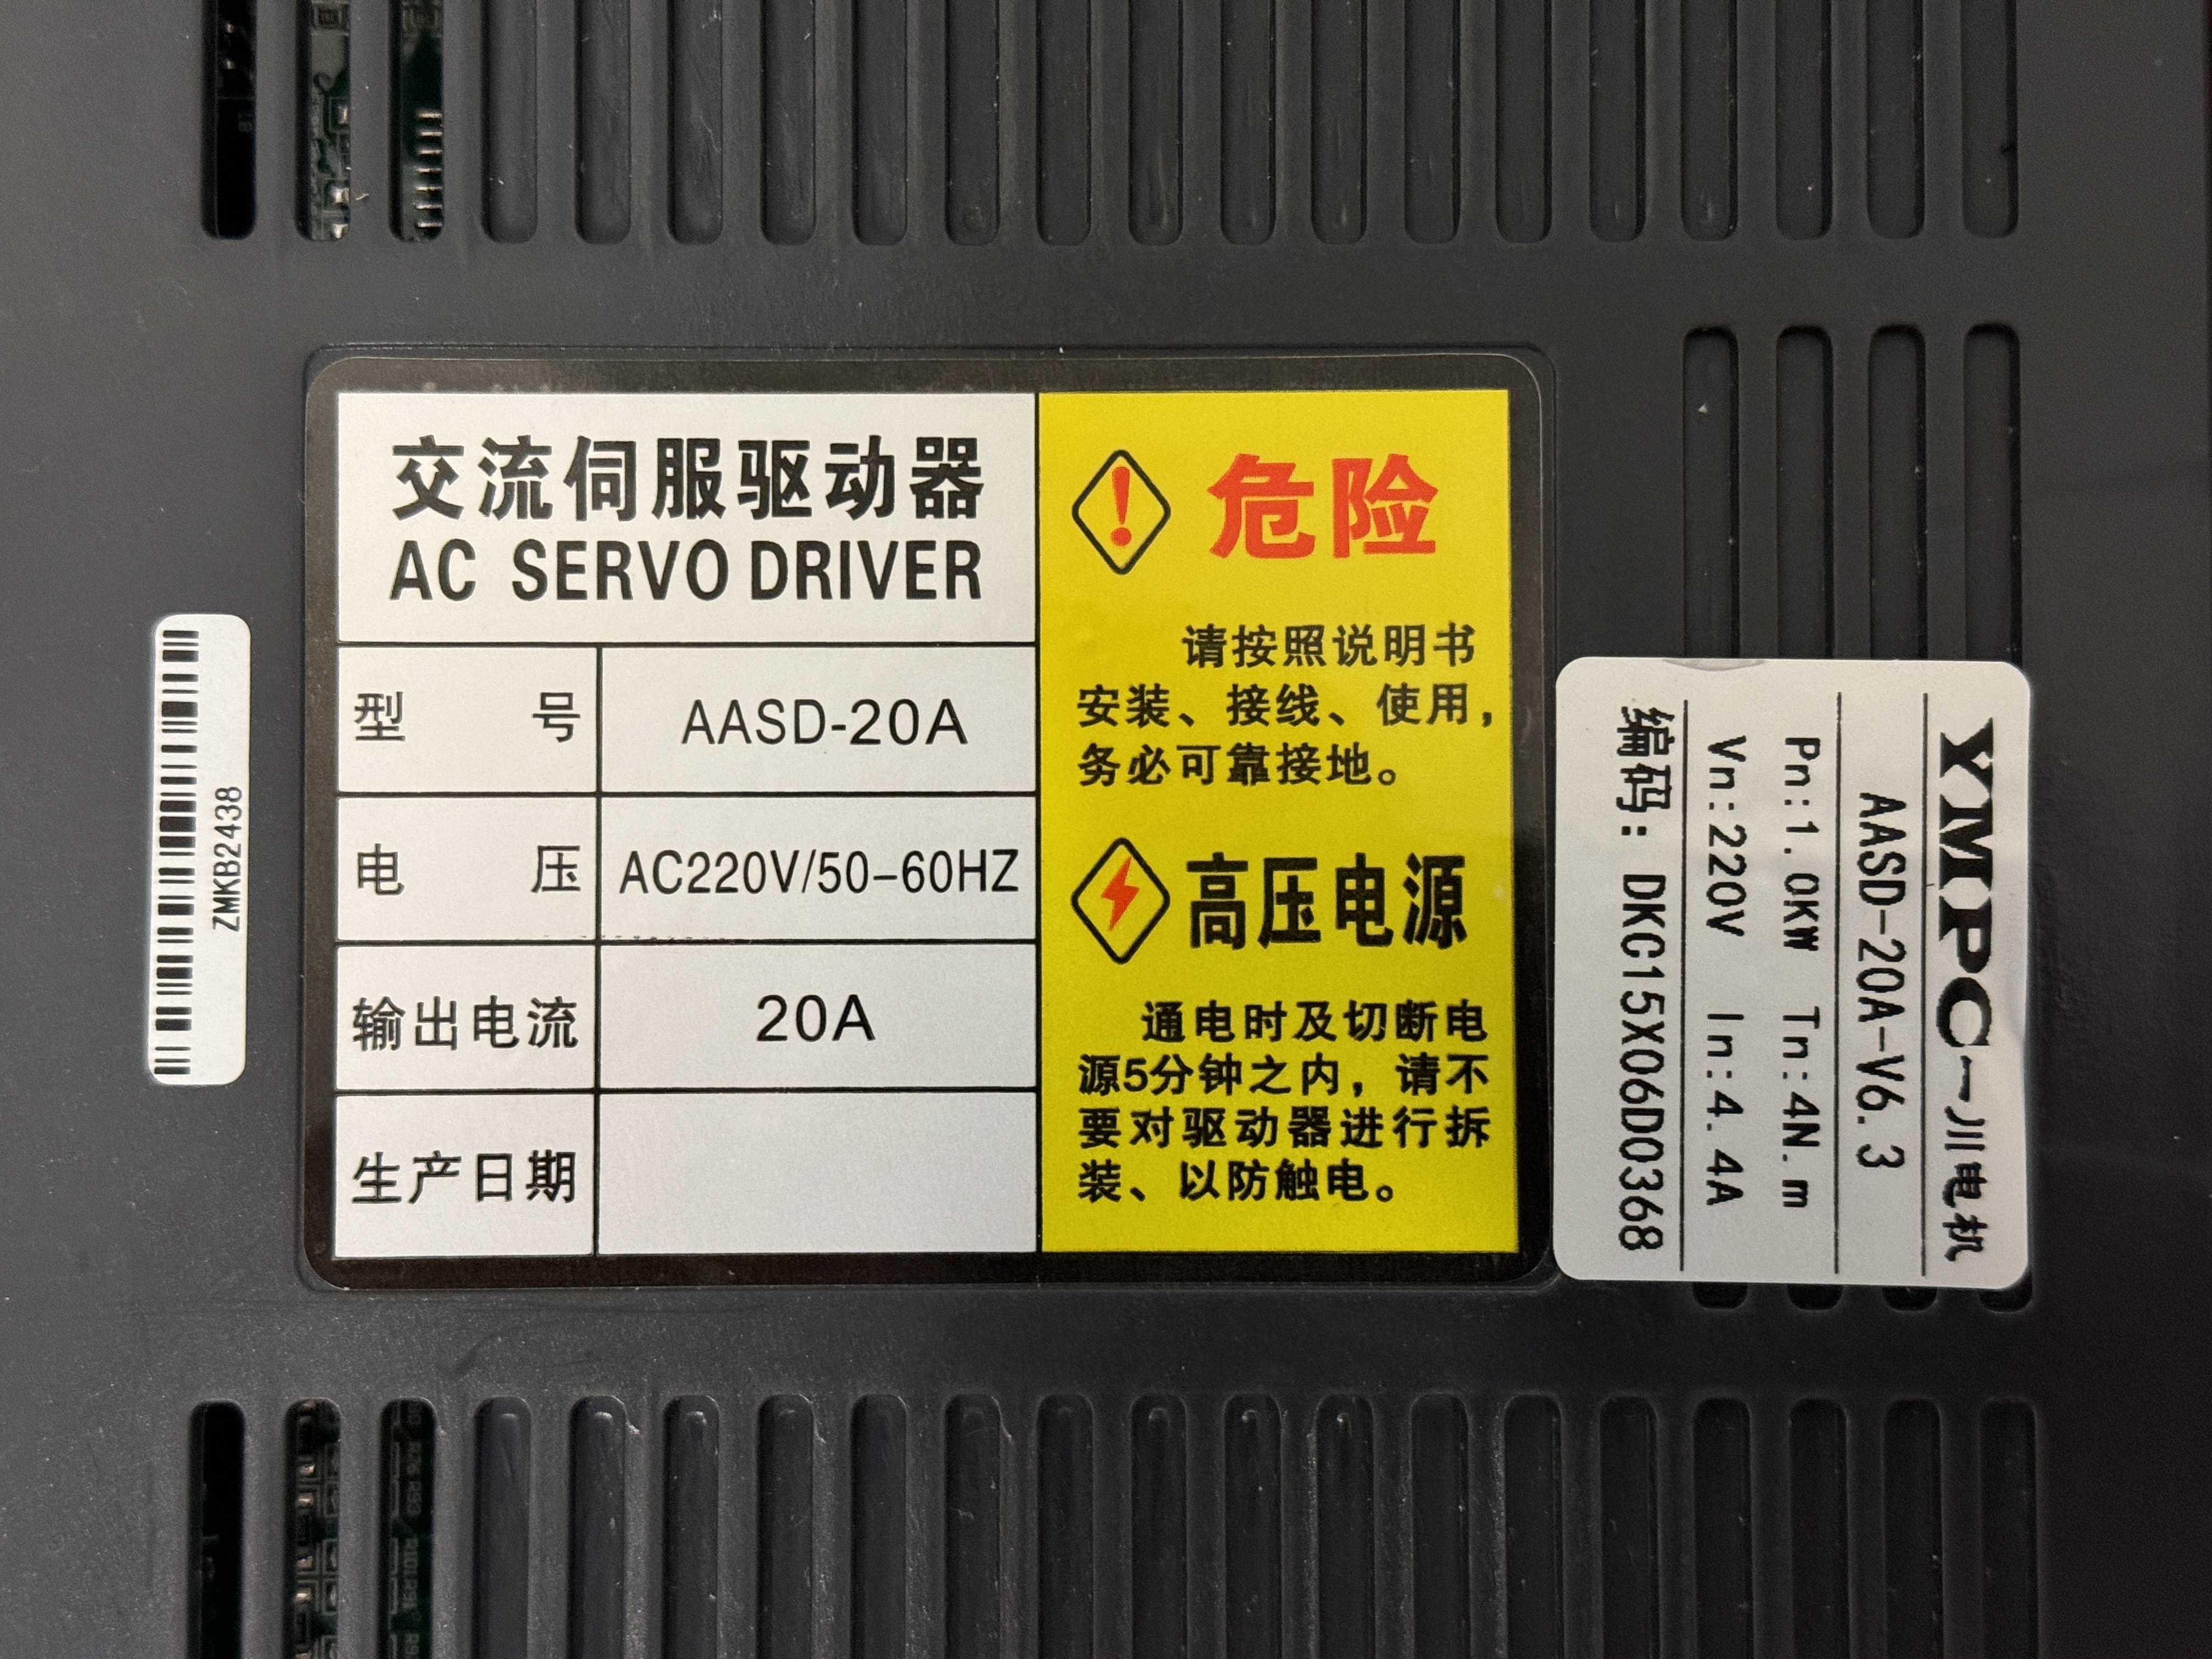 交流伺服驱动器
AC SERVO DRIVER
型号 AASD-20A
电压 AC220V/50-60HZ
输出电流 20A
生产日期
危险
请按照说明书
安装、接线、使用,
务必可靠接地。
高压电源
通电时及切断电
源5分钟之内, 请不
要对驱动器进行拆
装、以防触电。
ZMKB2438
YMPC一川电机
AASD-20A-V6.3
Pn:1.0KW Tn:4N.m
Vn:220V In:4.4A
编码: DKC15X06D0368